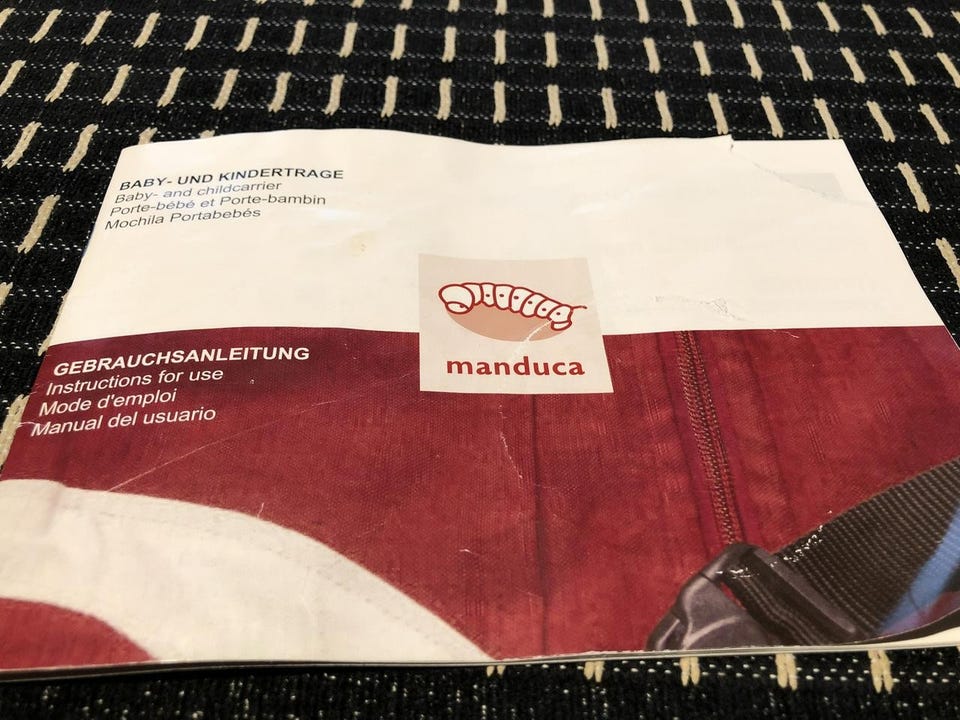 BABY- UND KINDERTRAGE
Baby- and childcarrier
Porte-bébé et Porte-bambin
Mochila Portabebés
manduca
GEBRAUCHSANLEITUNG
Instructions for use
Mode d'emploi
Manual del usuario